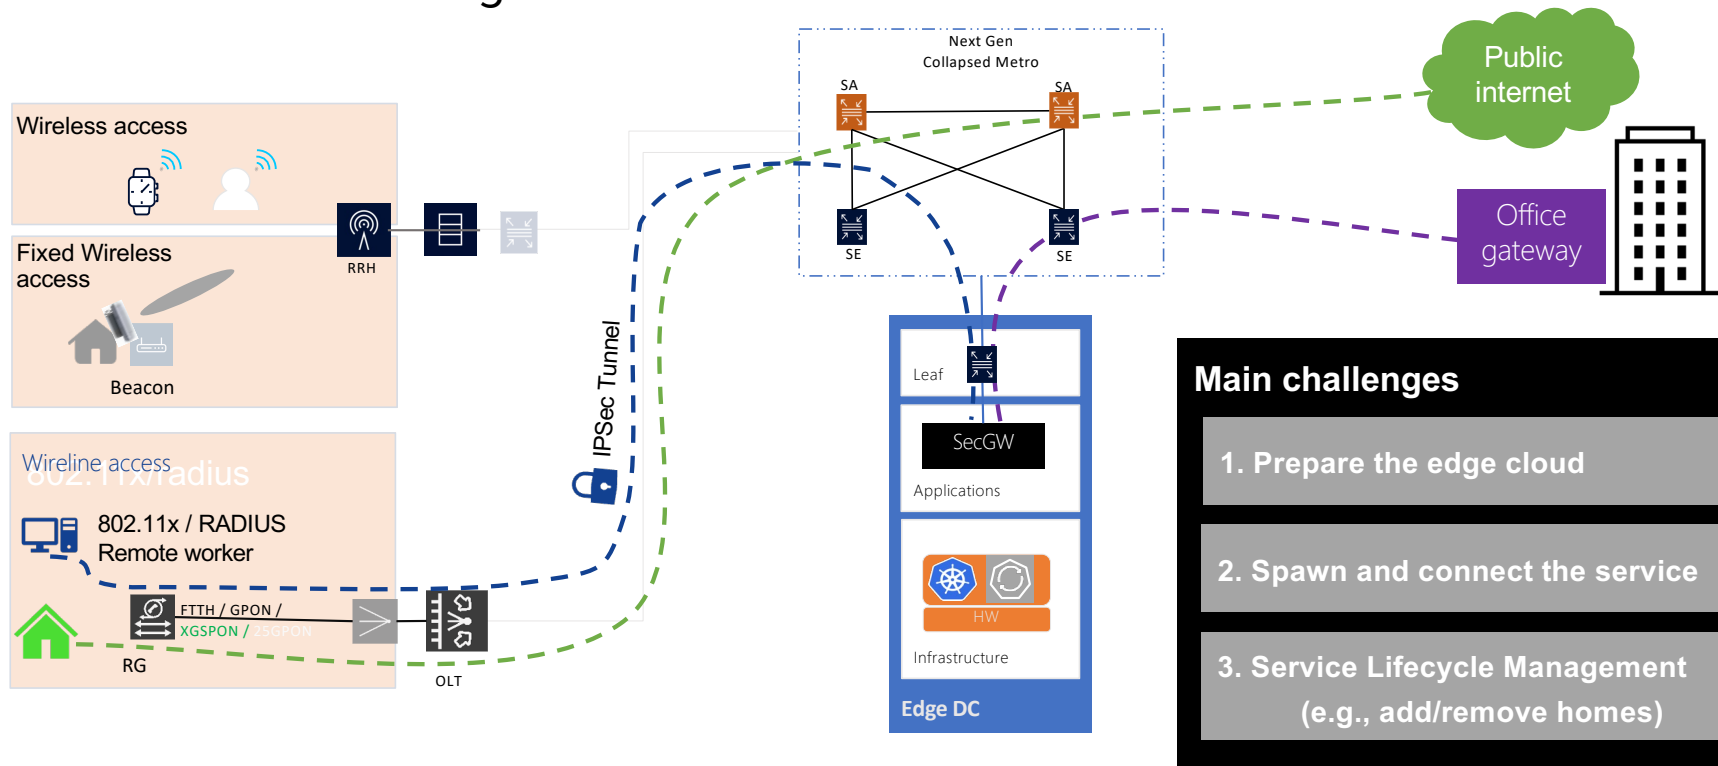 Next Gen
Collapsed Metro
SA
SA
SE
SE
Public
internet
Office
gateway
Wireless access
Fixed Wireless
access
RRH
Beacon
IPSec Tunnel
Wireline access
802.11x/radius
802.11x / RADIUS
Remote worker
FTTH / GPON /
XGSPON / 25GPON
RG
OLT
Leaf
SecGW
Applications
HW
Infrastructure
Edge DC
Main challenges
1. Prepare the edge cloud
2. Spawn and connect the service
3. Service Lifecycle Management
(e.g., add/remove homes)